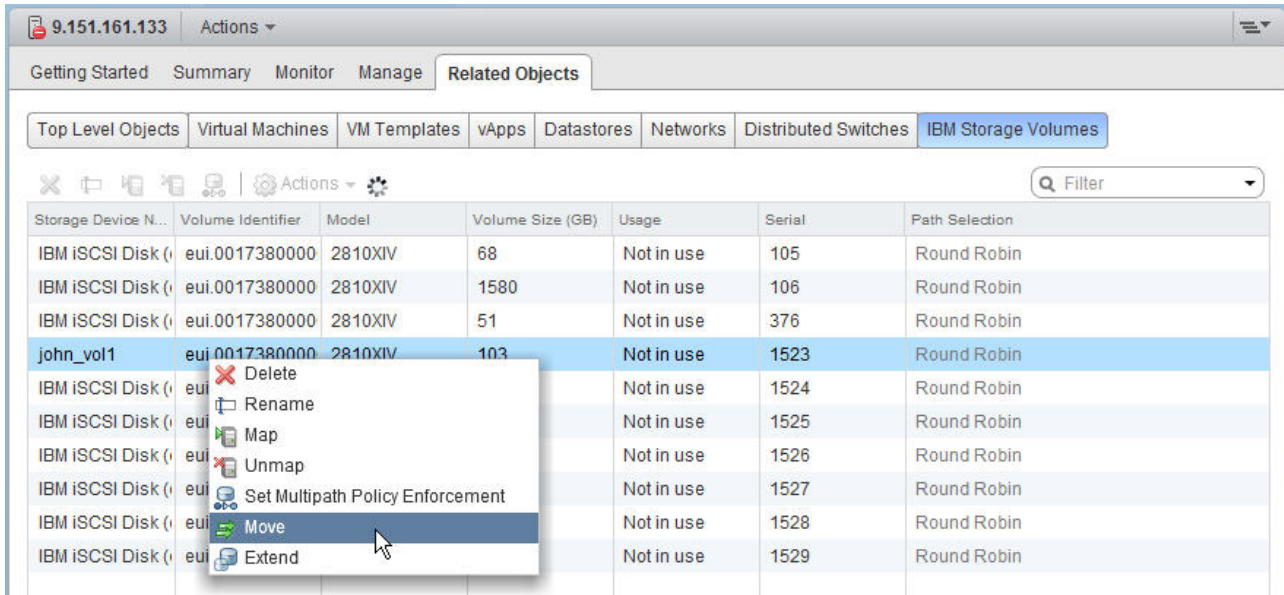 9.151.161.133 Actions
Getting Started Summary Monitor Manage Related Objects
Top Level Objects Virtual Machines VM Templates vApps Datastores Networks Distributed Switches IBM Storage Volumes
Actions Filter
Storage Device N... Volume Identifier Model Volume Size (GB) Usage Serial Path Selection
IBM iSCSI Disk ( eui.0017380000 2810XIV 68 Not in use 105 Round Robin
IBM iSCSI Disk ( eui.0017380000 2810XIV 1580 Not in use 106 Round Robin
IBM iSCSI Disk ( eui.0017380000 2810XIV 51 Not in use 376 Round Robin
john_vol1 eui.0017380000 2810XIV 103 Not in use 1523 Round Robin
Delete
IBM iSCSI Disk ( eui Not in use 1524 Round Robin
Rename
IBM iSCSI Disk ( eui Not in use 1525 Round Robin
Map
IBM iSCSI Disk ( eui Not in use 1526 Round Robin
Unmap
IBM iSCSI Disk ( eui Not in use 1527 Round Robin
Set Multipath Policy Enforcement
IBM iSCSI Disk ( eui Not in use 1528 Round Robin
Move
IBM iSCSI Disk ( eui Not in use 1529 Round Robin
Extend